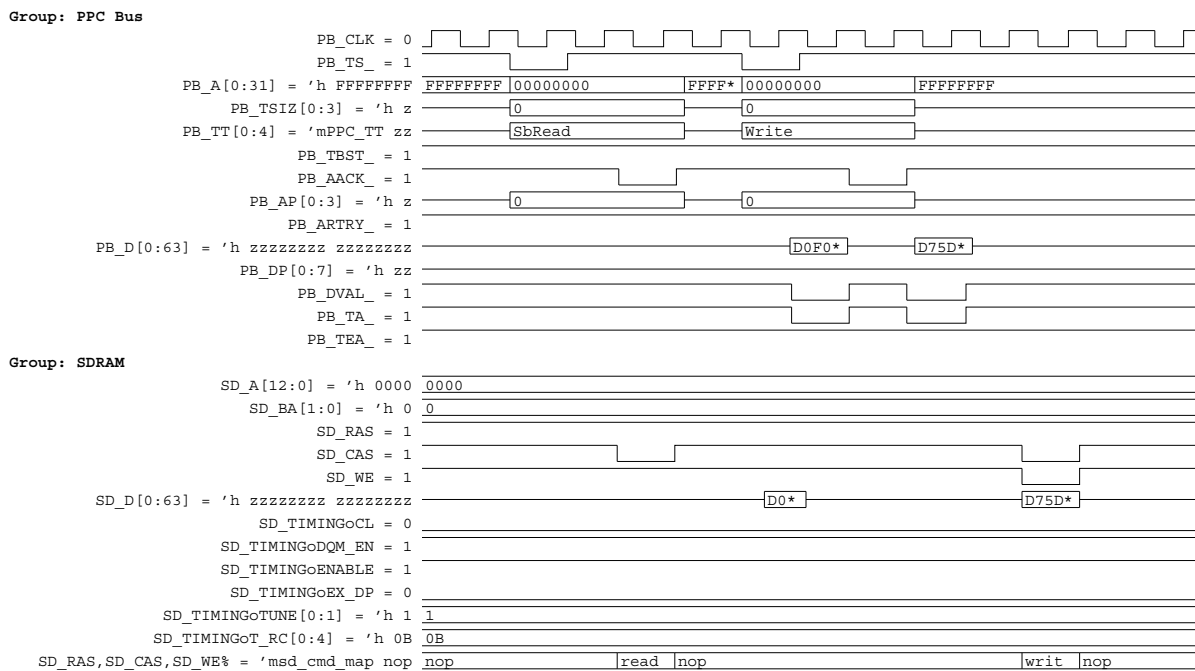 Group: PPC Bus
PB_CLK = 0
PB_TS_ = 1
PB_A[0:31] = 'h FFFFFFFF FFFFFFFF 00000000 FFFF* 00000000 FFFFFFFF
PB_TSIZ[0:3] = 'h z 0 0
PB_TT[0:4] = 'mPPC_TT zz SbRead Write
PB_TBST_ = 1
PB_AACK_ = 1
PB_AP[0:3] = 'h z 0 0
PB_ARTRY_ = 1
PB_D[0:63] = 'h zzzzzzzz zzzzzzzz D0F0* D75D*
PB_DP[0:7] = 'h zz
PB_DVAL_ = 1
PB_TA_ = 1
PB_TEA_ = 1
Group: SDRAM
SD_A[12:0] = 'h 0000 0000
SD_BA[1:0] = 'h 0 0
SD_RAS = 1
SD_CAS = 1
SD_WE = 1
SD_D[0:63] = 'h zzzzzzzz zzzzzzzz D0* D75D*
SD_TIMINGoCL = 0
SD_TIMINGoDQM_EN = 1
SD_TIMINGoENABLE = 1
SD_TIMINGoEX_DP = 0
SD_TIMINGoTUNE[0:1] = 'h 1 1
SD_TIMINGoT_RC[0:4] = 'h 0B 0B
SD_RAS,SD_CAS,SD_WE% = 'msd_cmd_map nop nop read nop writ nop